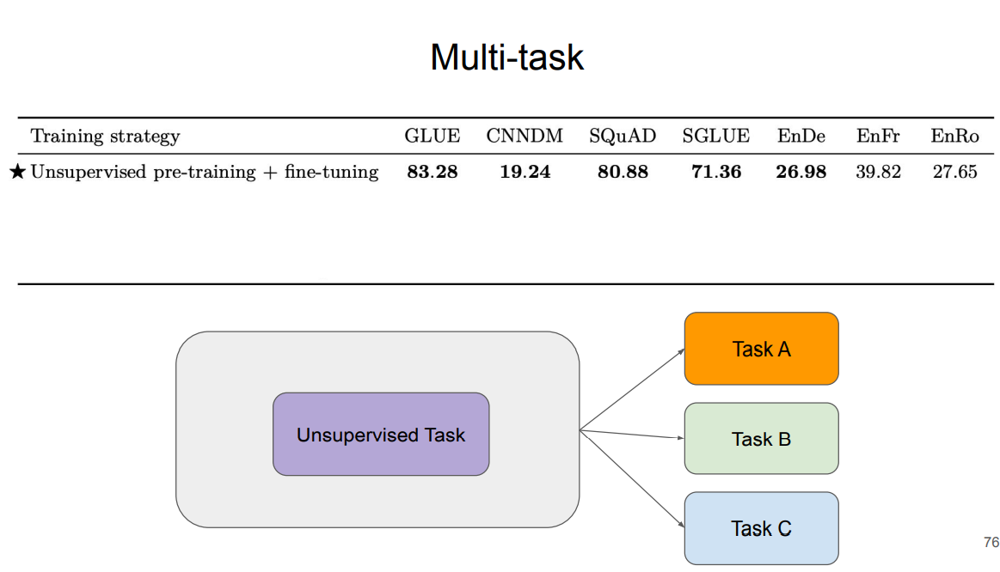 Multi-task
Training strategy GLUE CNNDM SQuAD SGLUE EnDe EnFr EnRo
★ Unsupervised pre-training + fine-tuning 83.28 19.24 80.88 71.36 26.98 39.82 27.65
Task A
Unsupervised Task
Task B
Task C
76